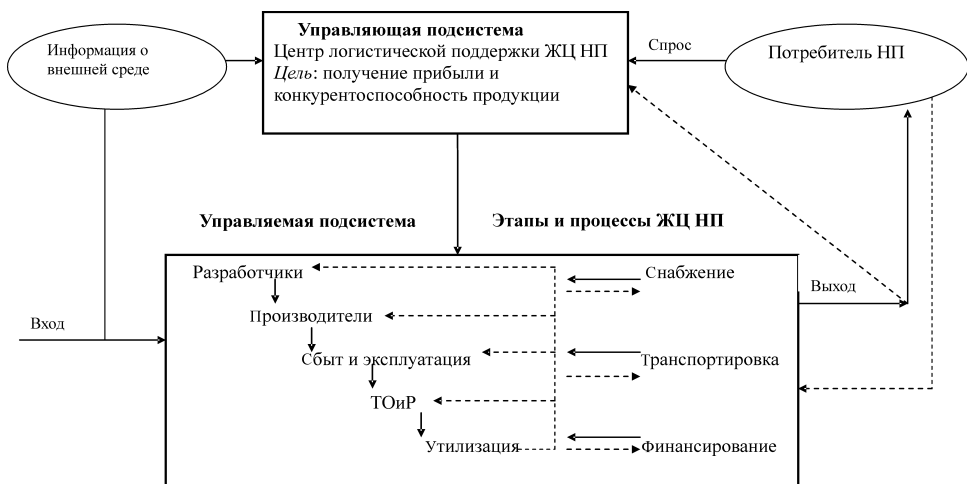 Информация о
внешней среде
Управляющая подсистема
Центр логистической поддержки ЖЦ НП
Цель: получение прибыли и
конкурентоспособность продукции
Спрос
Потребитель НП
Управляемая подсистема
Этапы и процессы ЖЦ НП
Вход
Разработчики
Производители
Сбыт и эксплуатация
ТОиР
Утилизация
Снабжение
Транспортировка
Финансирование
Выход